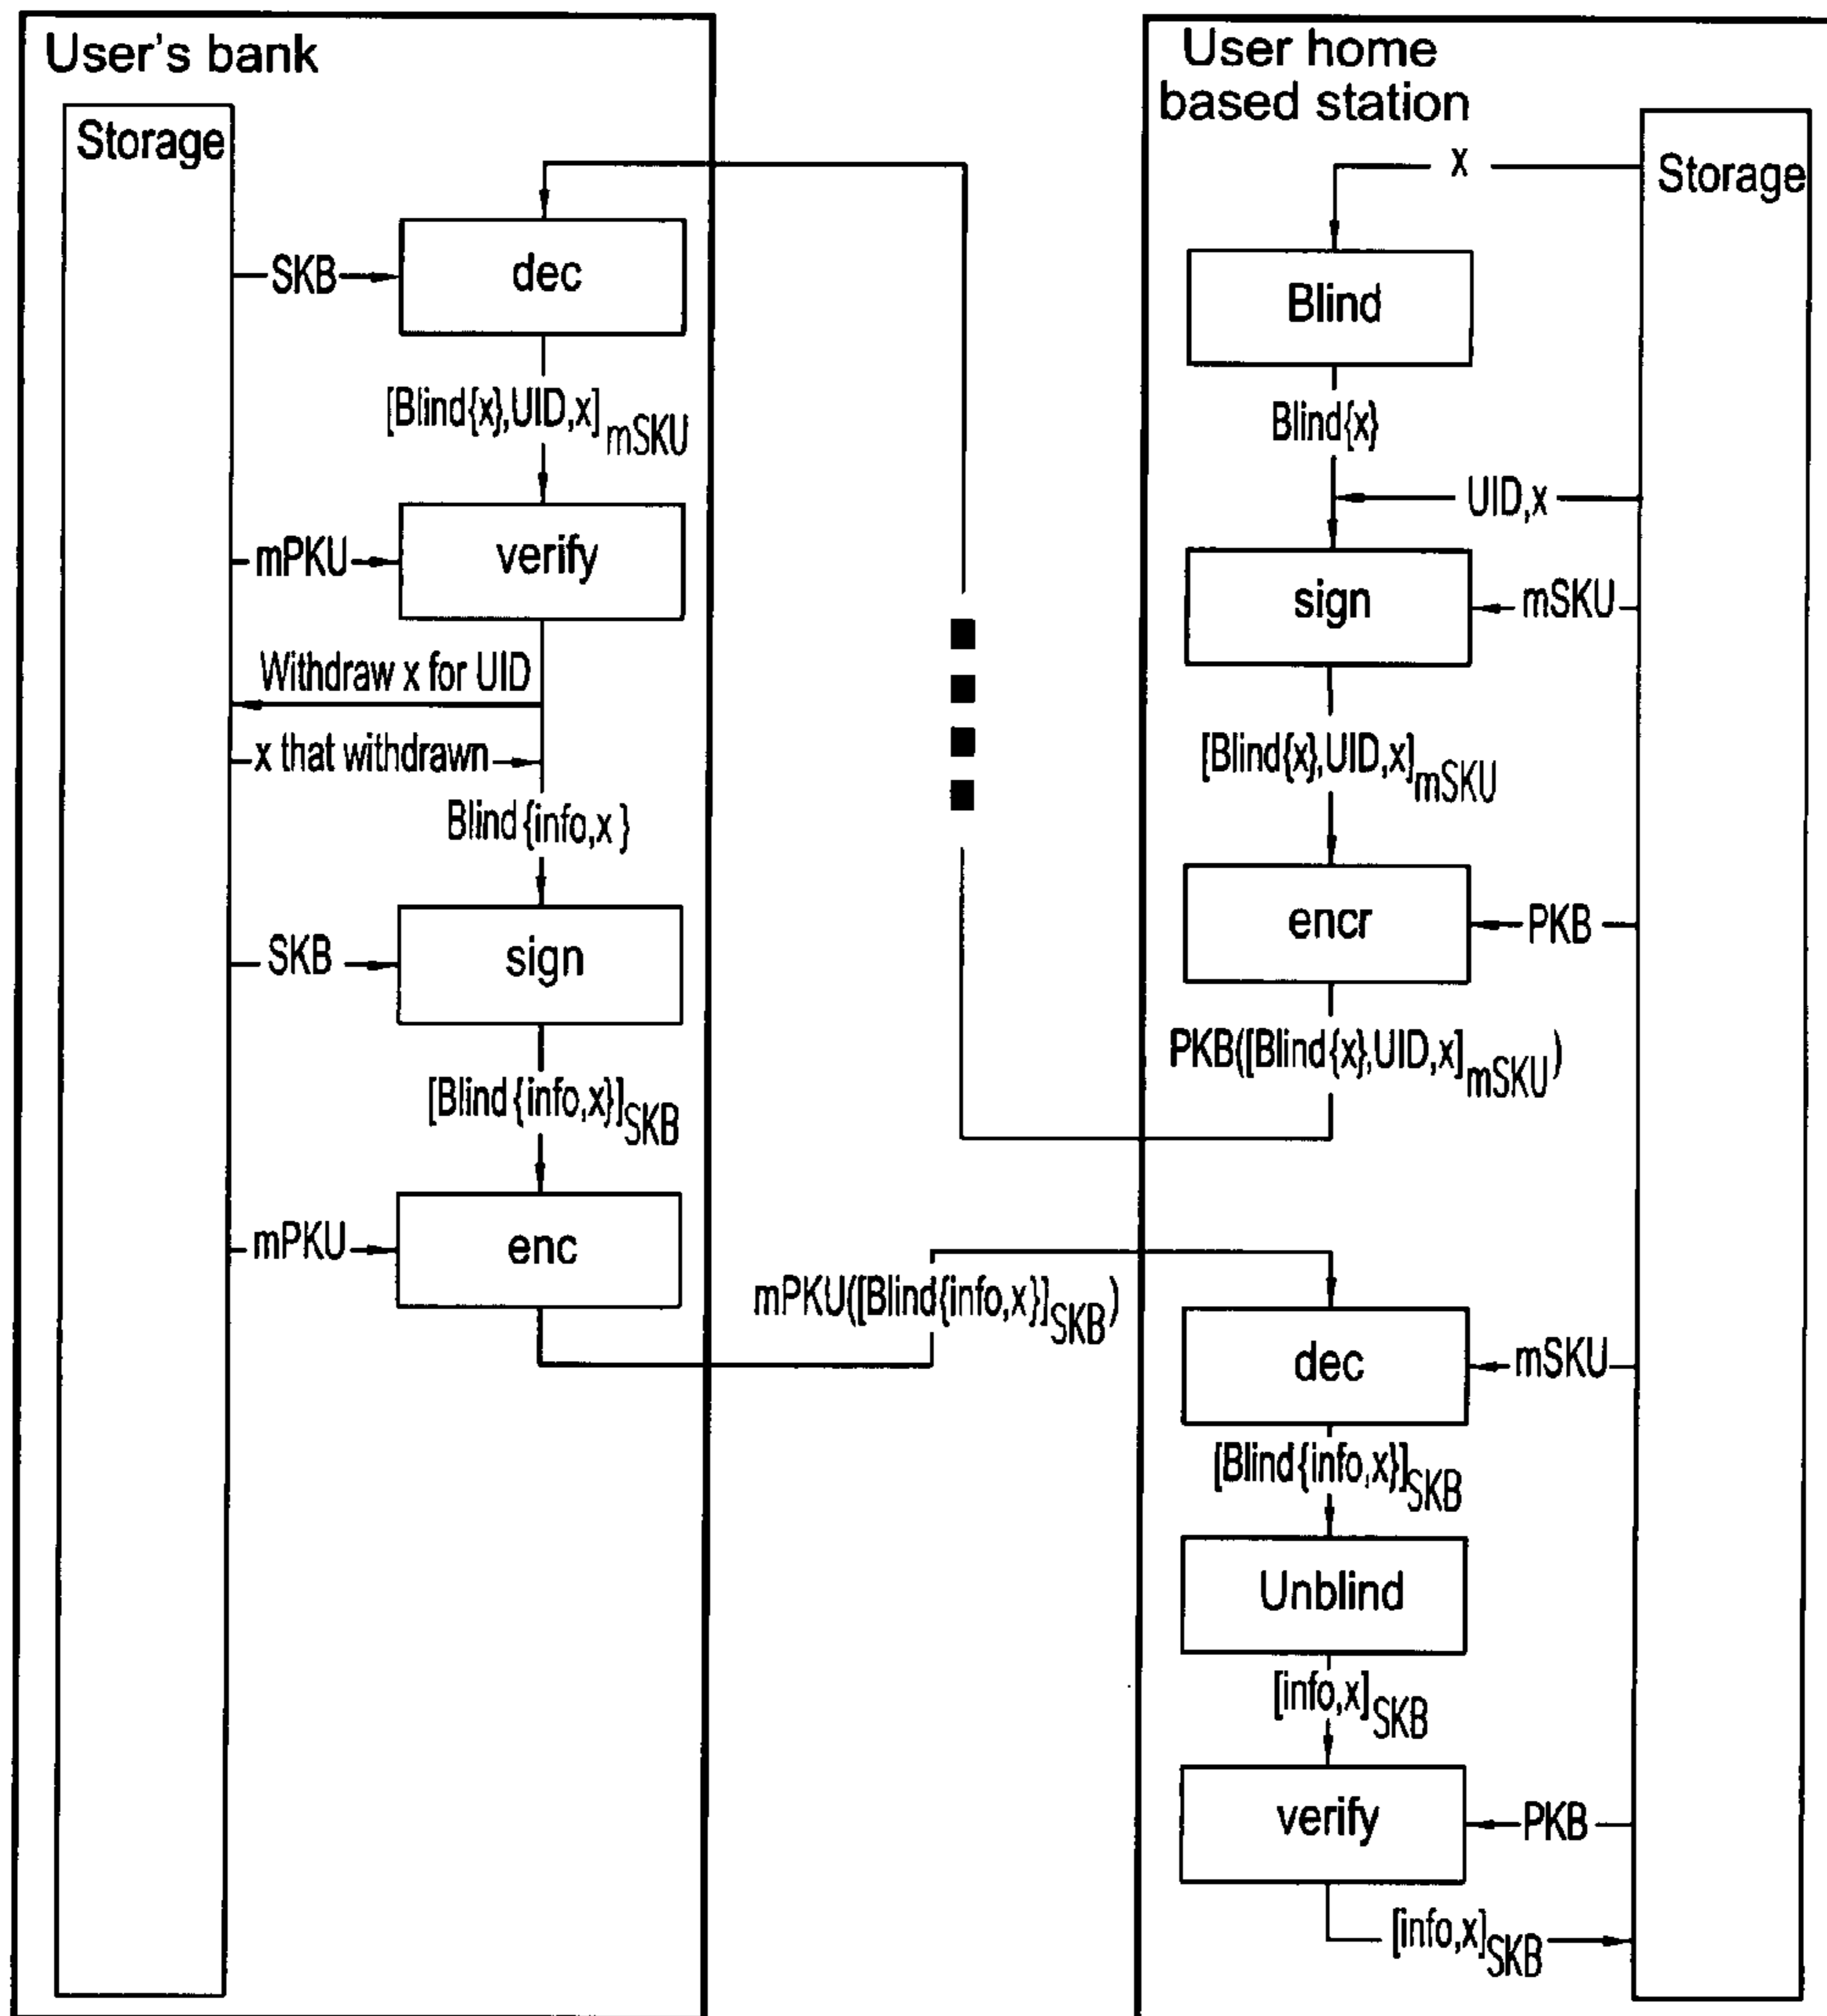 User's bank
Storage
SKB
dec
[Blind{x},UID,x]mSKU
mPKU
verify
Withdraw x for UID
x that withdrawn
Blind{info,x}
SKB
sign
[Blind{info,x}]SKB
mPKU
enc
mPKU([Blind{info,x}]SKB)
User home
based station
Storage
x
Blind
Blind{x}
UID,x
sign
mSKU
[Blind{x},UID,x]mSKU
encr
PKB
PKB([Blind{x},UID,x]mSKU)
dec
mSKU
[Blind{info,x}]SKB
Unblind
[info,x]SKB
verify
PKB
[info,x]SKB